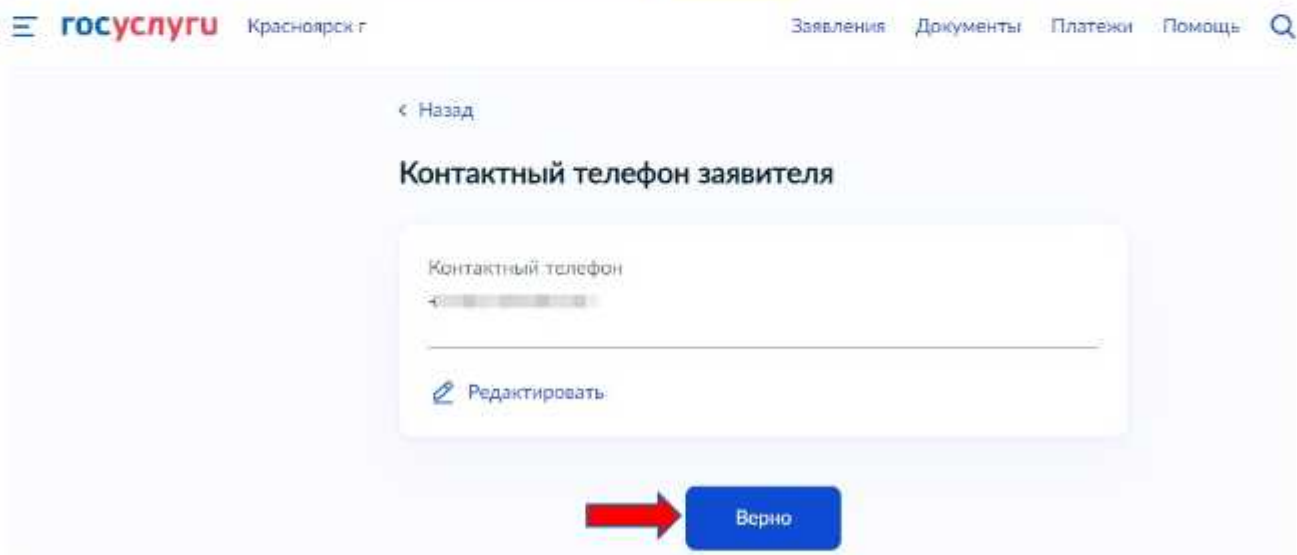 госуслуги Красноярск г Заявления Документы Платежи Помощь
Назад
Контактный телефон заявителя
Контактный телефон
Редактировать
Верно